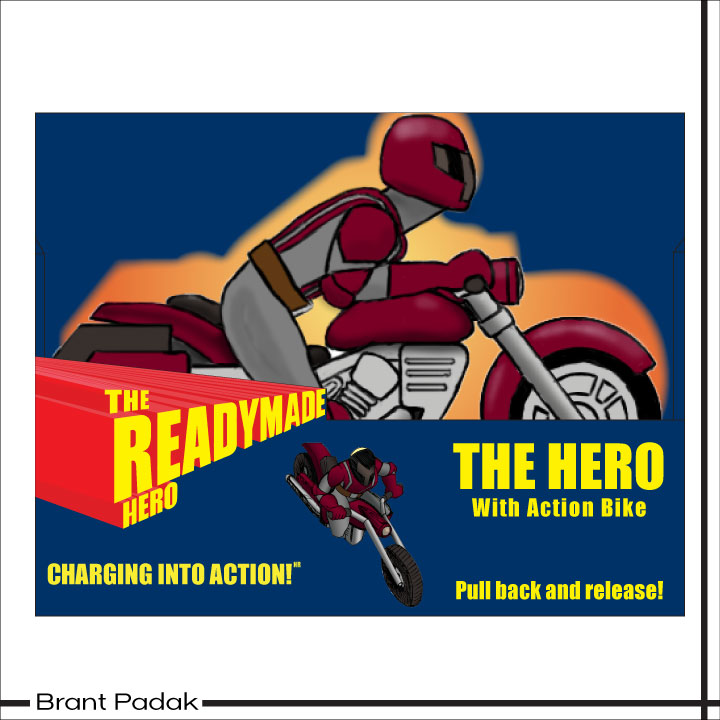 THE
READYMADE
HERO
THE HERO
With Action Bike
CHARGING INTO ACTION!
Pull back and release!
Brant Padak